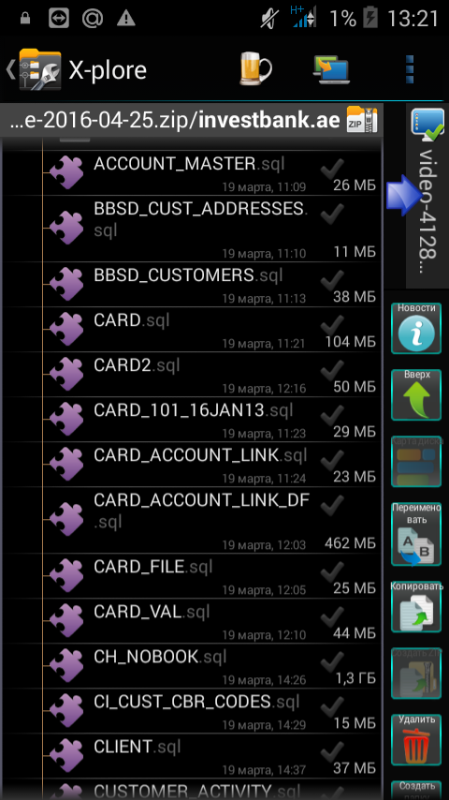 1% 13:21
X-plore
...e-2016-04-25.zip/investbank.ae ZIP
ACCOUNT_MASTER.sql
19 марта, 11:09 26 МБ
BBSD_CUST_ADDRESSES.
sql
19 марта, 11:10 11 МБ
BBSD_CUSTOMERS.sql
19 марта, 11:13 38 МБ
CARD.sql
19 марта, 11:21 104 МБ
CARD2.sql
19 марта, 12:16 50 МБ
CARD_101_16JAN13.sql
19 марта, 11:23 29 МБ
CARD_ACCOUNT_LINK.sql
19 марта, 11:24 23 МБ
CARD_ACCOUNT_LINK_DF
.sql
19 марта, 12:03 462 МБ
CARD_FILE.sql
19 марта, 12:05 25 МБ
CARD_VAL.sql
19 марта, 12:10 44 МБ
CH_NOBOOK.sql
19 марта, 14:26 1,3 ГБ
CI_CUST_CBR_CODES.sql
19 марта, 14:29 15 МБ
CLIENT.sql
19 марта, 14:37 37 МБ
CUSTOMER_ACTIVITY.sql
video-4128...
Новости
Вверх
Переимено
вать
A B
Копировать
Удалить
Создать